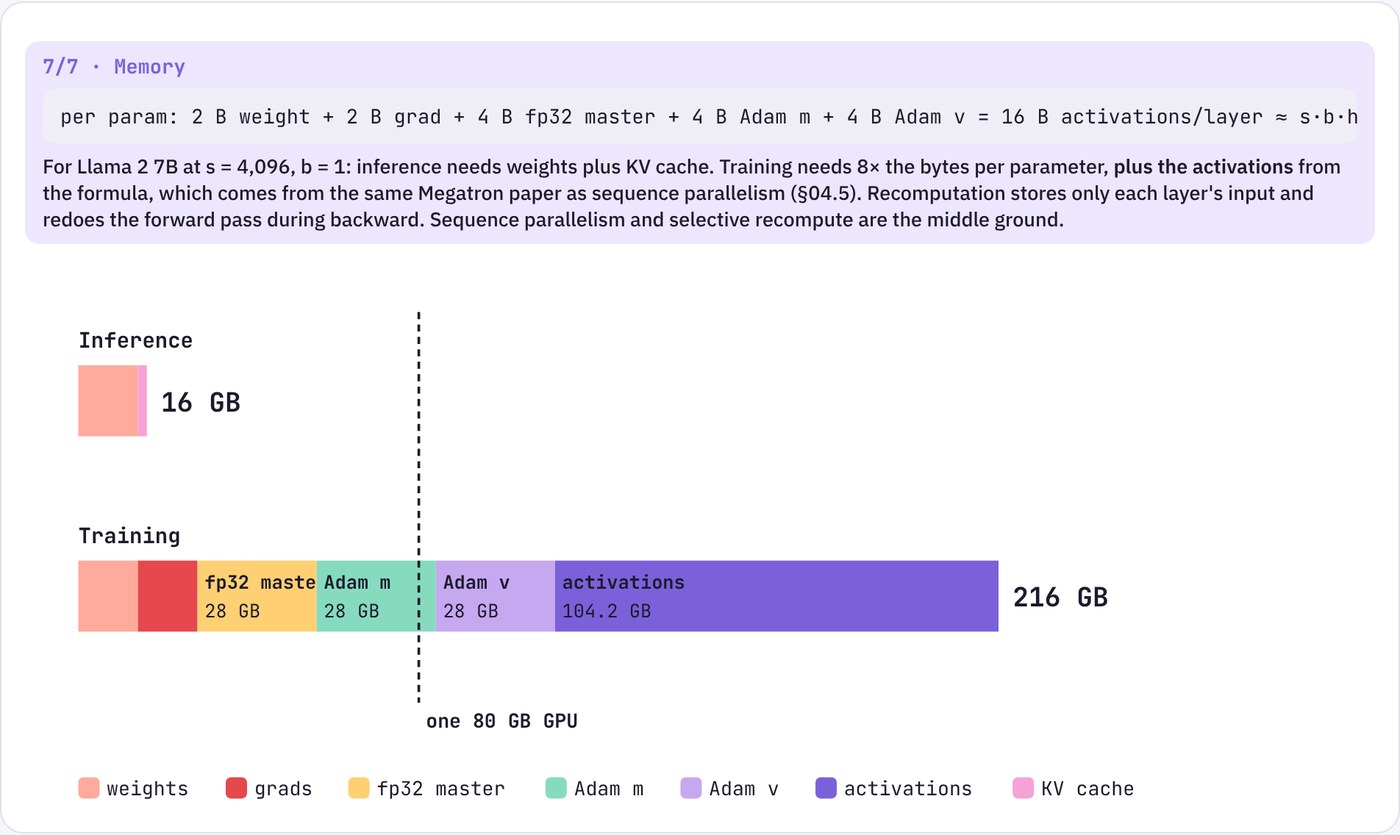 7/7 · Memory
per param: 2 B weight + 2 B grad + 4 B fp32 master + 4 B Adam m + 4 B Adam v = 16 B activations/layer ≈ s·b·h
For Llama 2 7B at s = 4,096, b = 1: inference needs weights plus KV cache. Training needs 8× the bytes per parameter, plus the activations from
the formula, which comes from the same Megatron paper as sequence parallelism (§04.5). Recomputation stores only each layer's input and
redoes the forward pass during backward. Sequence parallelism and selective recompute are the middle ground.
Inference
16 GB
Training
fp32 maste Adam m Adam v activations
28 GB 28 GB 28 GB 104.2 GB
216 GB
one 80 GB GPU
weights grads fp32 master Adam m Adam v activations KV cache